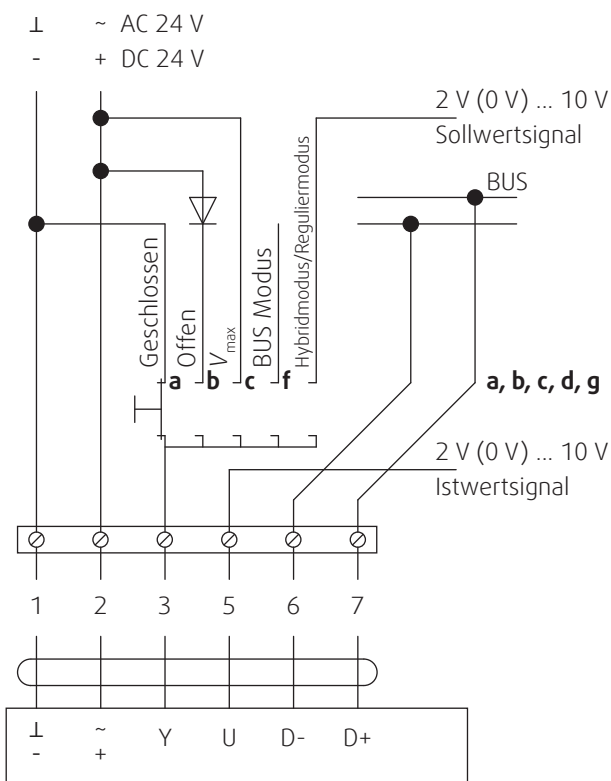 ⊥ ~ AC 24 V
- + DC 24 V
2 V (0 V) ... 10 V
Sollwertsignal
BUS
Geschlossen
Offen
Vmax
BUS Modus
Hybridmodus/Reguliermodus
a b c f
a, b, c, d, g
2 V (0 V) ... 10 V
Istwertsignal
1 2 3 5 6 7
⊥ ~ Y U D- D+
- +